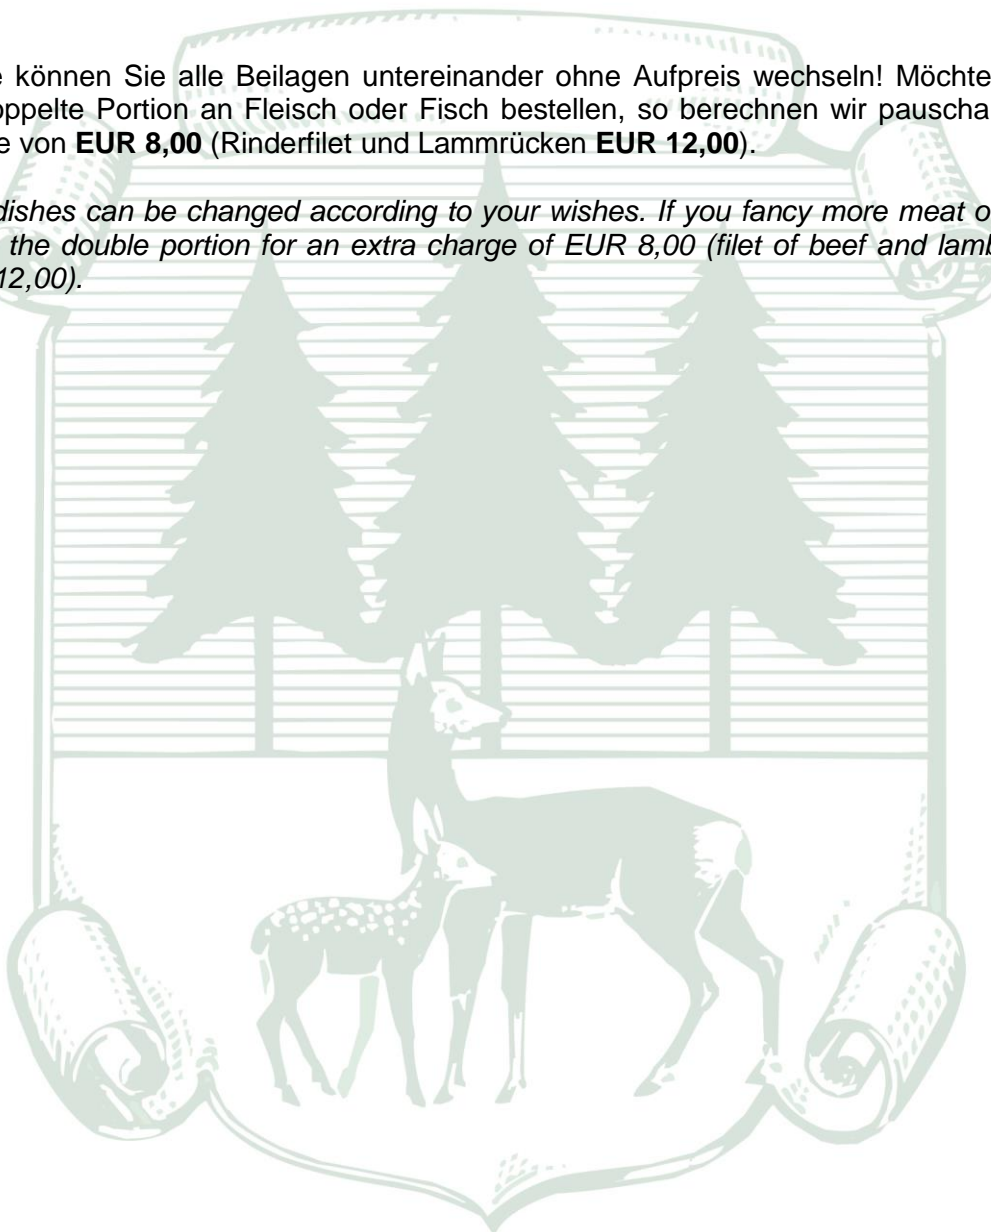 können Sie alle Beilagen untereinander ohne Aufpreis wechseln! Möchte
oppelte Portion an Fleisch oder Fisch bestellen, so berechnen wir pauscha
e von EUR 8,00 (Rinderfilet und Lammrücken EUR 12,00).
dishes can be changed according to your wishes. If you fancy more meat o
the double portion for an extra charge of EUR 8,00 (filet of beef and lamb
12,00).